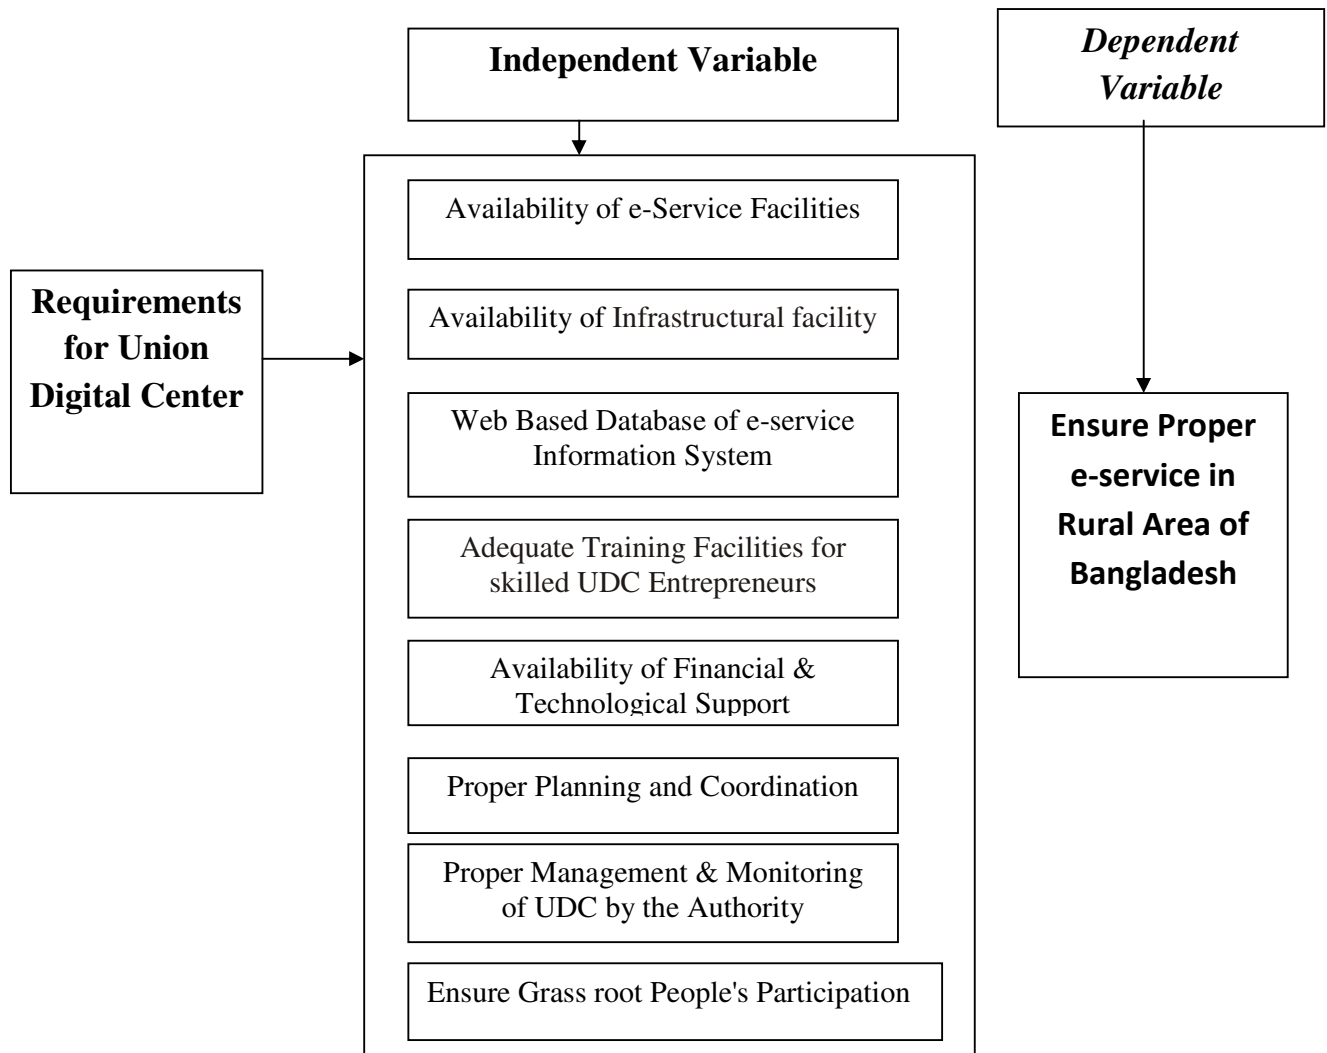 Independent Variable
Dependent
Variable
Availability of e-Service Facilities
Requirements
for Union
Digital Center
Availability of Infrastructural facility
Web Based Database of e-service
Information System
Adequate Training Facilities for
skilled UDC Entrepreneurs
Availability of Financial &
Technological Support
Proper Planning and Coordination
Proper Management & Monitoring
of UDC by the Authority
Ensure Grass root People's Participation
Ensure Proper
e-service in
Rural Area of
Bangladesh